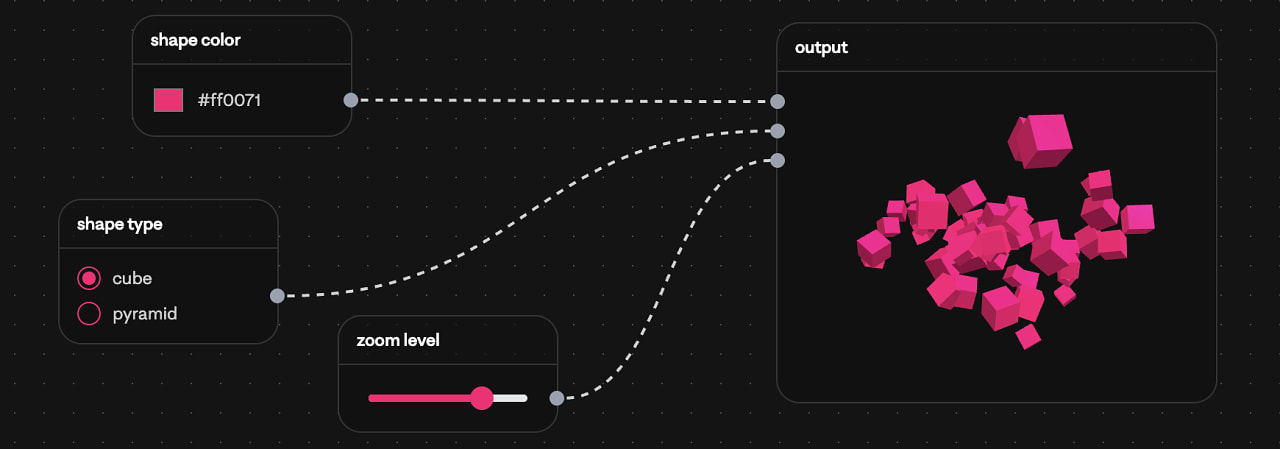 shape color
#ff0071
shape type
cube
pyramid
zoom level
output